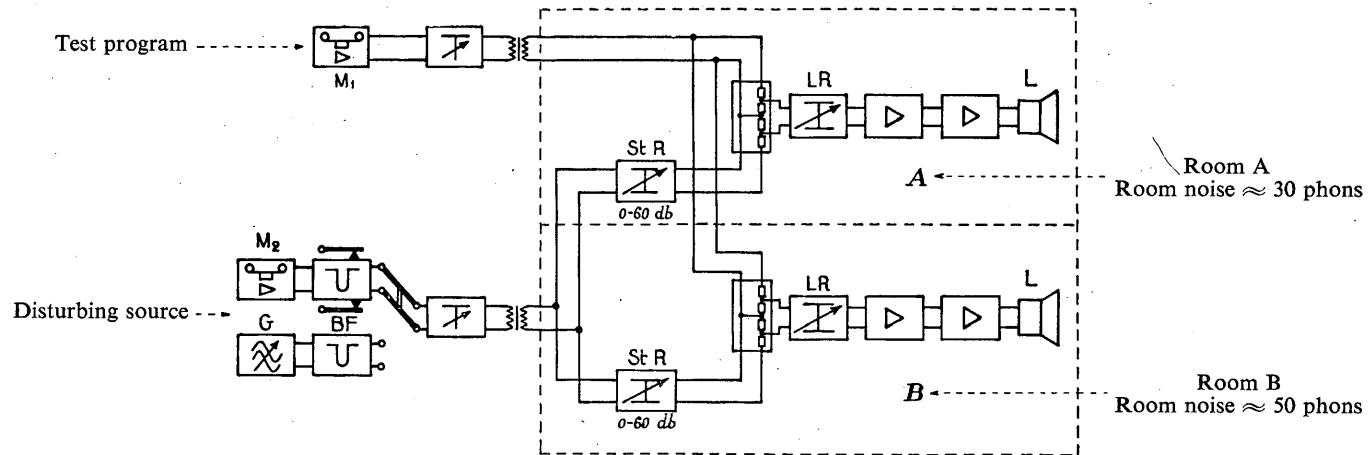 Test program
M₁
LR
L
St R
0-60 db
A
Room A
Room noise ≈ 30 phons
M₂
Disturbing source
G
BF
LR
L
St R
0-60 db
B
Room B
Room noise ≈ 50 phons